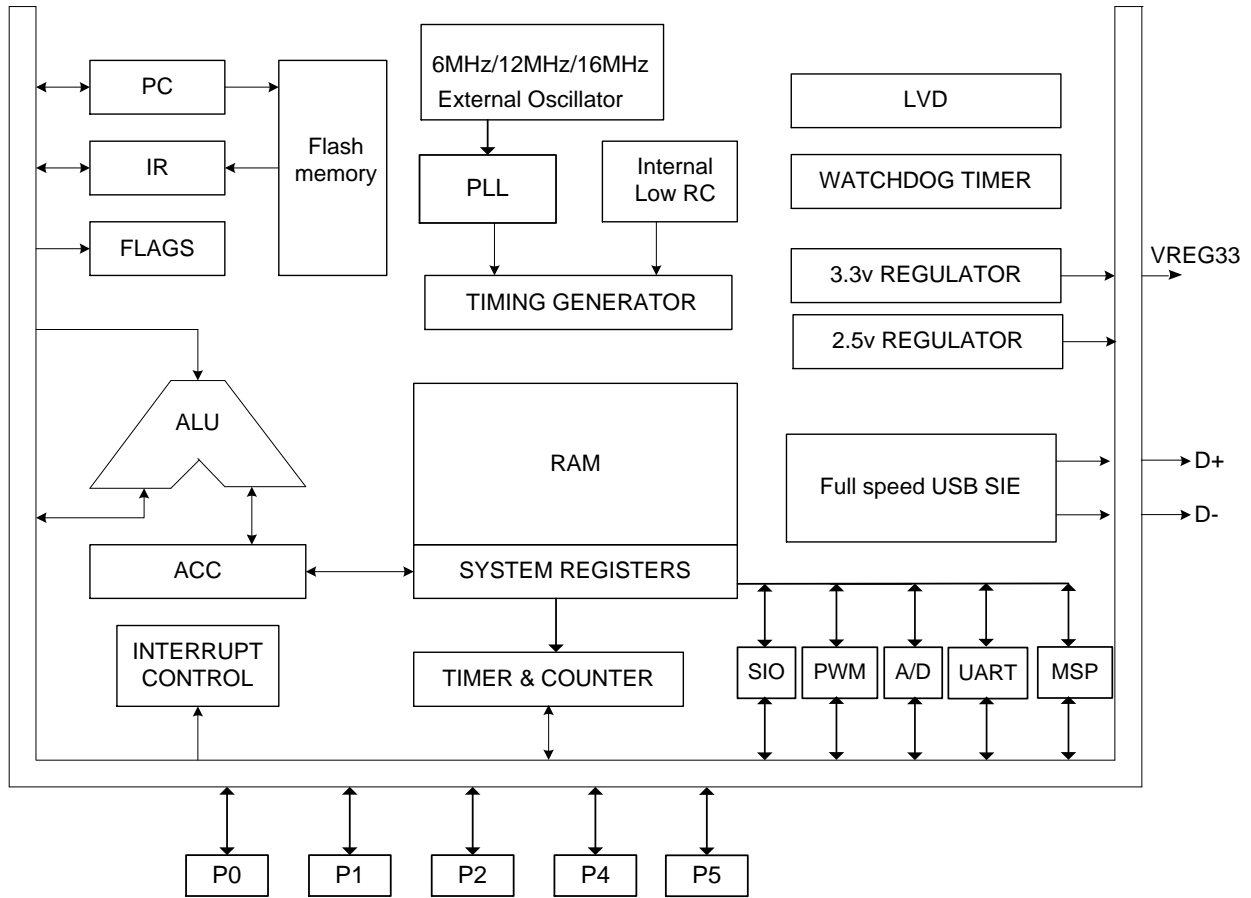 PC
IR
FLAGS
Flash
memory
6MHz/12MHz/16MHz
External Oscillator
PLL
Internal
Low RC
TIMING GENERATOR
LVD
WATCHDOG TIMER
3.3v REGULATOR
2.5v REGULATOR
VREG33
ALU
ACC
RAM
SYSTEM REGISTERS
Full speed USB SIE
D+
D-
INTERRUPT
CONTROL
TIMER & COUNTER
SIO
PWM
A/D
UART
MSP
P0
P1
P2
P4
P5